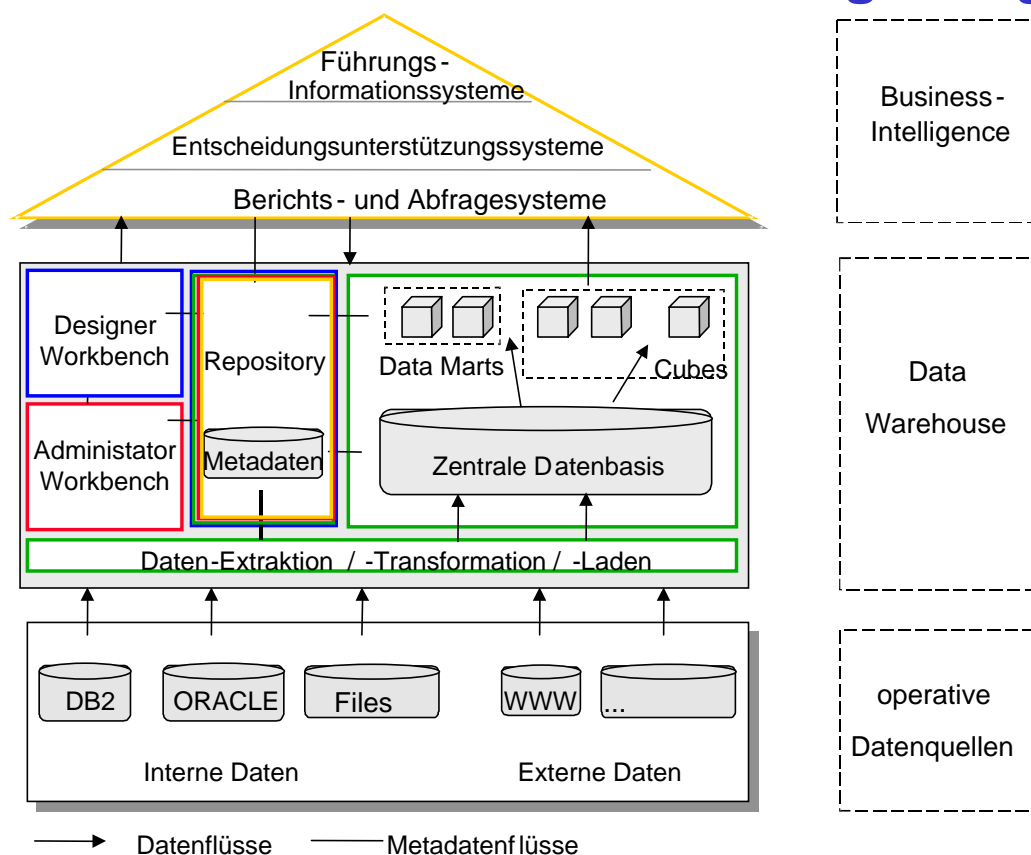 Führungs-
Informationssysteme
Entscheidungsunterstützungssysteme
Berichts- und Abfragesysteme
Business-
Intelligence
Designer
Workbench
Administator
Workbench
Repository
Metadaten
Data Marts
Cubes
Zentrale Datenbasis
Daten-Extraktion / -Transformation / -Laden
Data
Warehouse
DB2
ORACLE
Files
WWW
...
Interne Daten
Externe Daten
operative
Datenquellen
Datenflüsse
Metadatenflüsse